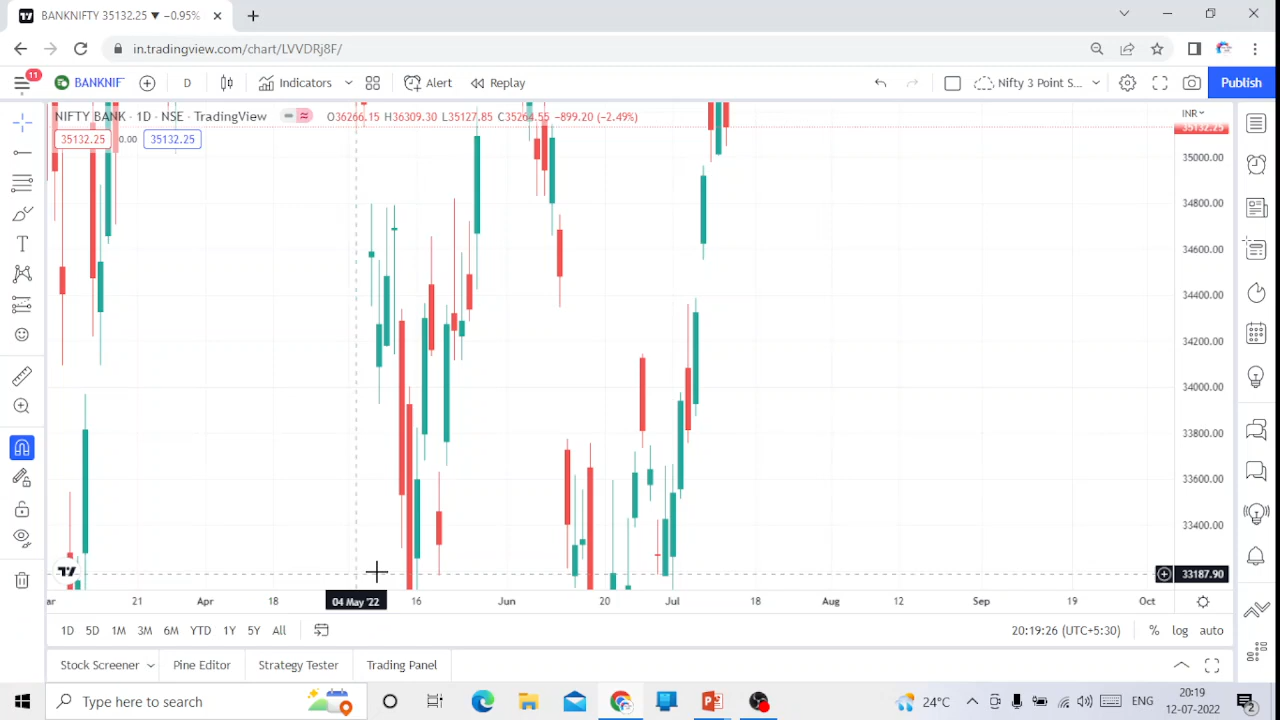 BANKNIFTY 35132.25 ▼ −0.95%
in.tradingview.com/chart/LVVDRj8F/
11
BANKNIF
D
Indicators
Alert
Replay
Nifty 3 Point S...
Publish
NIFTY BANK · 1D · NSE · TradingView
O36266.15 H36309.30 L35127.85 C35264.55 −899.20 (−2.49%)
INR
35132.25
0.00
35132.25
35132.25
35000.00
34800.00
34600.00
34400.00
34200.00
34000.00
33800.00
33600.00
33400.00
33187.90
21
Apr
18
04 May '22
16
Jun
20
Jul
18
Aug
12
Sep
19
Oct
1D
5D
1M
3M
6M
YTD
1Y
5Y
All
20:19:26 (UTC+5:30)
%
log
auto
Stock Screener
Pine Editor
Strategy Tester
Trading Panel
Type here to search
24°C
ENG
20:19
12-07-2022
2